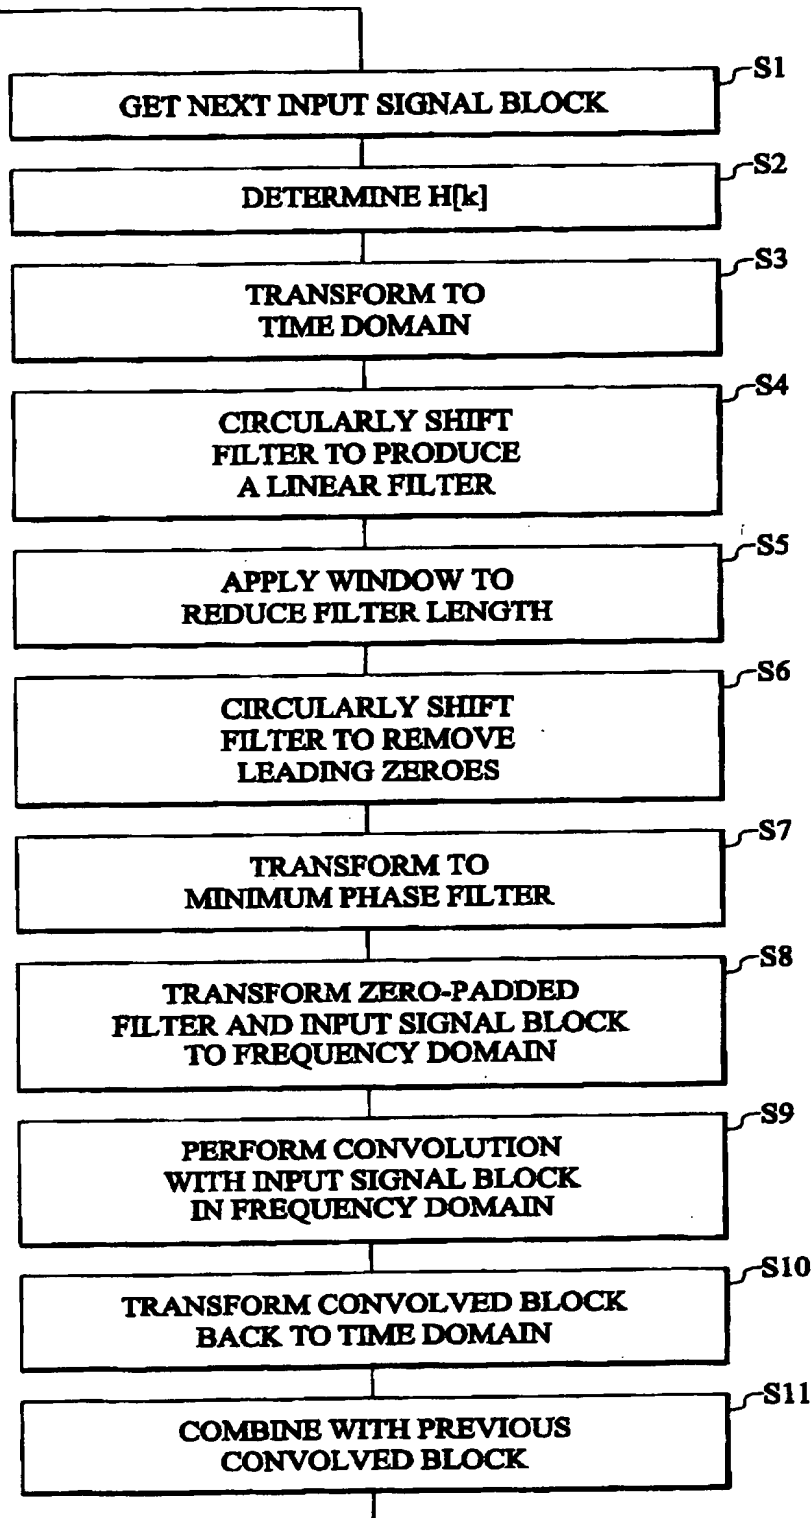 S1
GET NEXT INPUT SIGNAL BLOCK
S2
DETERMINE H[k]
S3
TRANSFORM TO
TIME DOMAIN
S4
CIRCULARLY SHIFT
FILTER TO PRODUCE
A LINEAR FILTER
S5
APPLY WINDOW TO
REDUCE FILTER LENGTH
S6
CIRCULARLY SHIFT
FILTER TO REMOVE
LEADING ZEROES
S7
TRANSFORM TO
MINIMUM PHASE FILTER
S8
TRANSFORM ZERO-PADDED
FILTER AND INPUT SIGNAL BLOCK
TO FREQUENCY DOMAIN
S9
PERFORM CONVOLUTION
WITH INPUT SIGNAL BLOCK
IN FREQUENCY DOMAIN
S10
TRANSFORM CONVOLVED BLOCK
BACK TO TIME DOMAIN
S11
COMBINE WITH PREVIOUS
CONVOLVED BLOCK